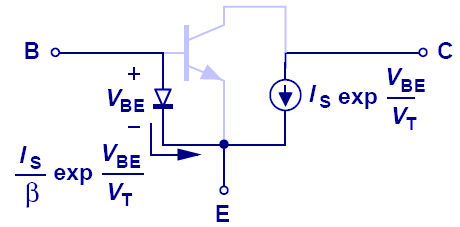 B
C
+
V_BE
−
I_S exp V_BE/V_T
I_S/β exp V_BE/V_T
E